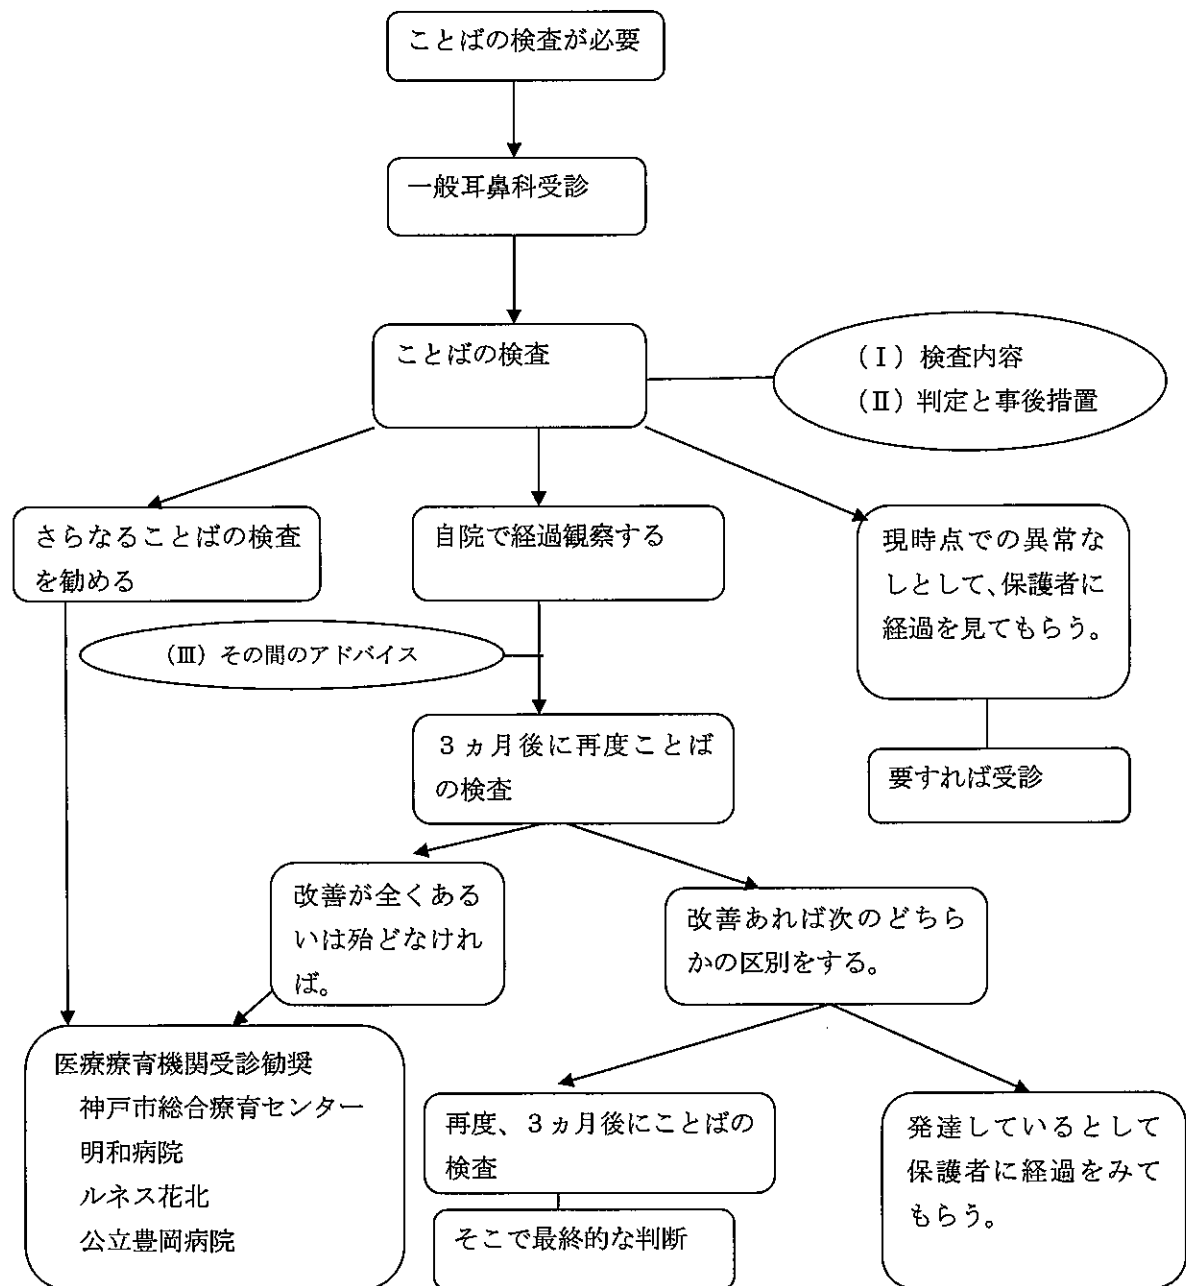 ことばの検査が必要
一般耳鼻科受診
ことばの検査
(Ⅰ)検査内容
(Ⅱ)判定と事後措置
さらなることばの検査
を勧める
自院で経過観察する
現時点での異常な
しとして、保護者に
経過を見てもらう。
(Ⅲ)その間のアドバイス
3ヵ月後に再度ことば
の検査
要すれば受診
改善が全くある
いは殆どなけれ
ば。
改善あれば次のどちら
かの区別をする。
医療療育機関受診勧奨
神戸市総合療育センター
明和病院
ルネス花北
公立豊岡病院
再度、3ヵ月後にことばの
検査
そこで最終的な判断
発達しているとして
保護者に経過をみて
もらう。